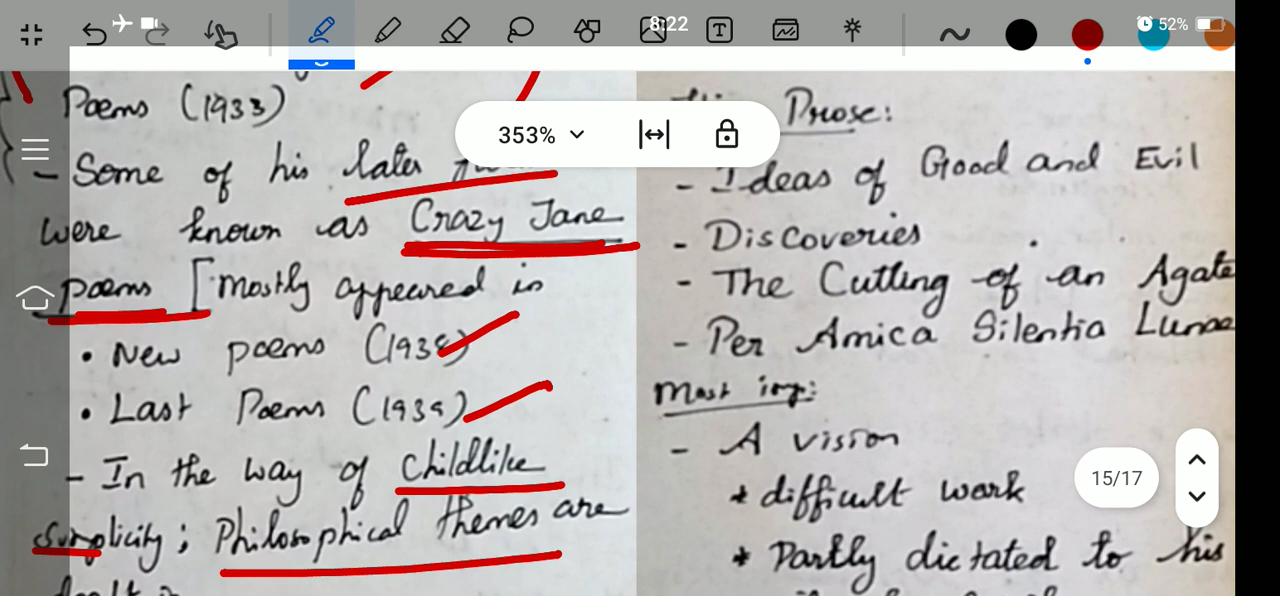 8:22
52%
353%
15/17
Poems (1933)
- Some of his later
were known as Crazy Jane
poems [mostly appeared in
• New poems (1938)
• Last Poems (1939)
- In the way of Childlike
simplicity; Philosophical themes are
Prose:
- Ideas of Good and Evil
- Discoveries
- The Cutting of an Agate
- Per Amica Silentia Lunae
Most imp:
- A vision
* difficult work
* Partly dictated to his